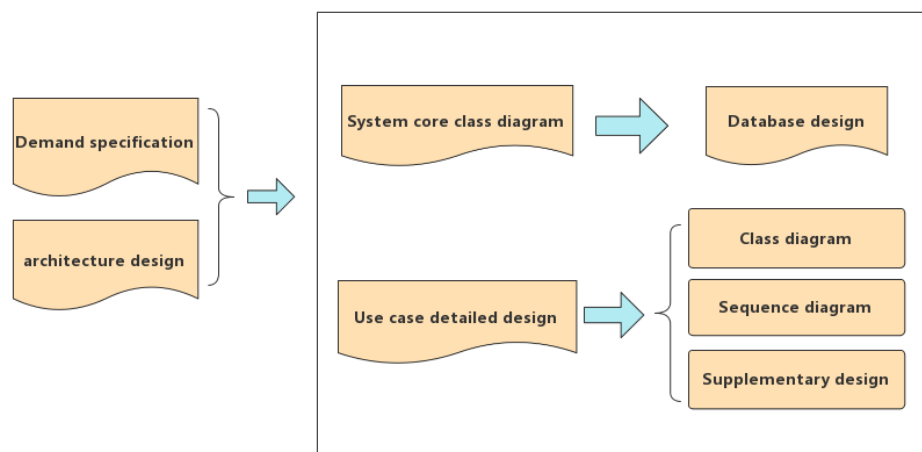 Demand specification
architecture design
System core class diagram
Database design
Use case detailed design
Class diagram
Sequence diagram
Supplementary design